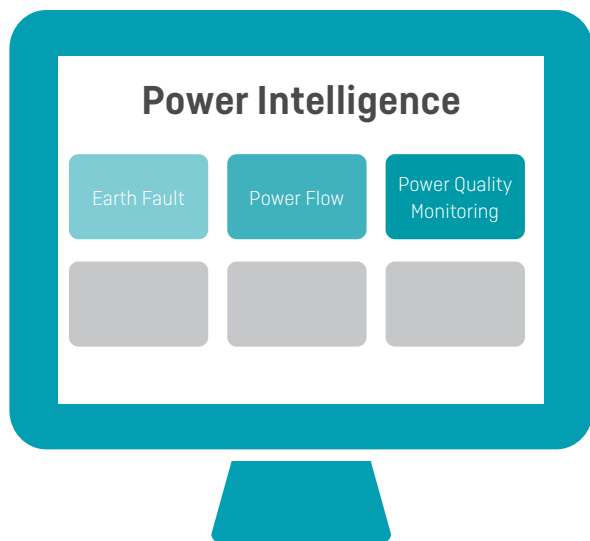 Power Intelligence
Earth Fault
Power Flow
Power Quality
Monitoring